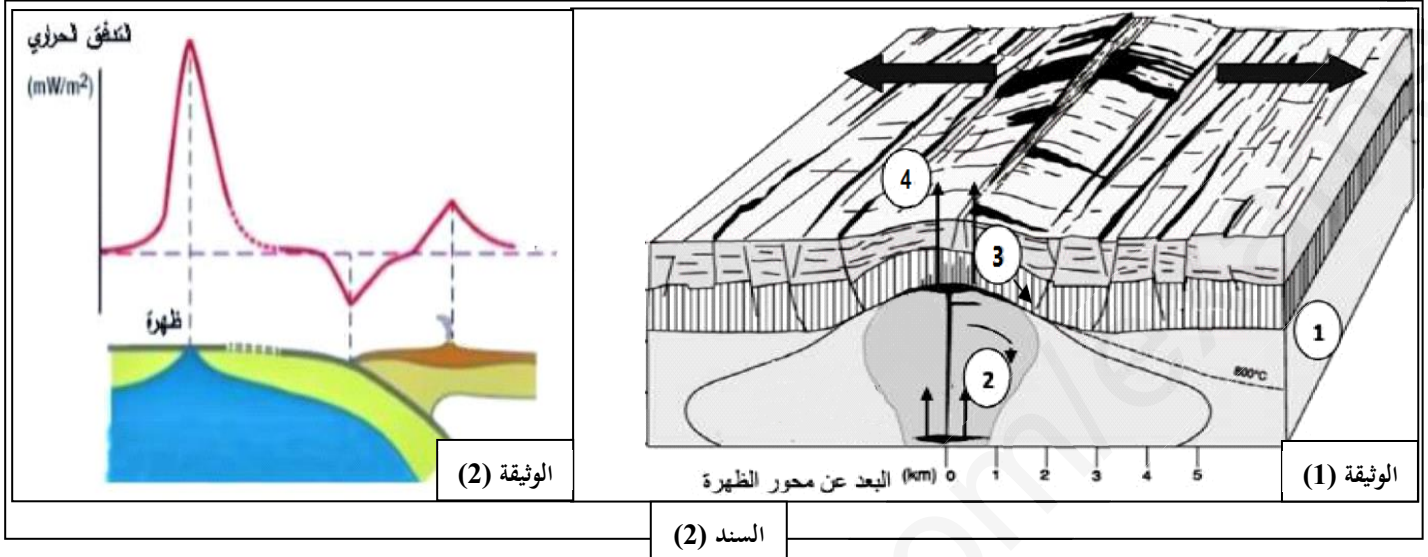 التدفق الحراري
(mW/m²)
ظهرة
الوثيقة (2)
4
3
1
2
600°C
البعد عن محور الظهرة (km) 0 1 2 3 4 5
الوثيقة (1)
السند (2)